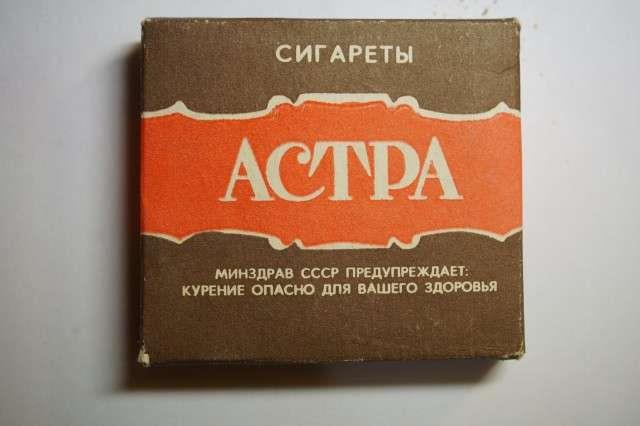 СИГАРЕТЫ
АСТРА
МИНЗДРАВ СССР ПРЕДУПРЕЖДАЕТ:
КУРЕНИЕ ОПАСНО ДЛЯ ВАШЕГО ЗДОРОВЬЯ